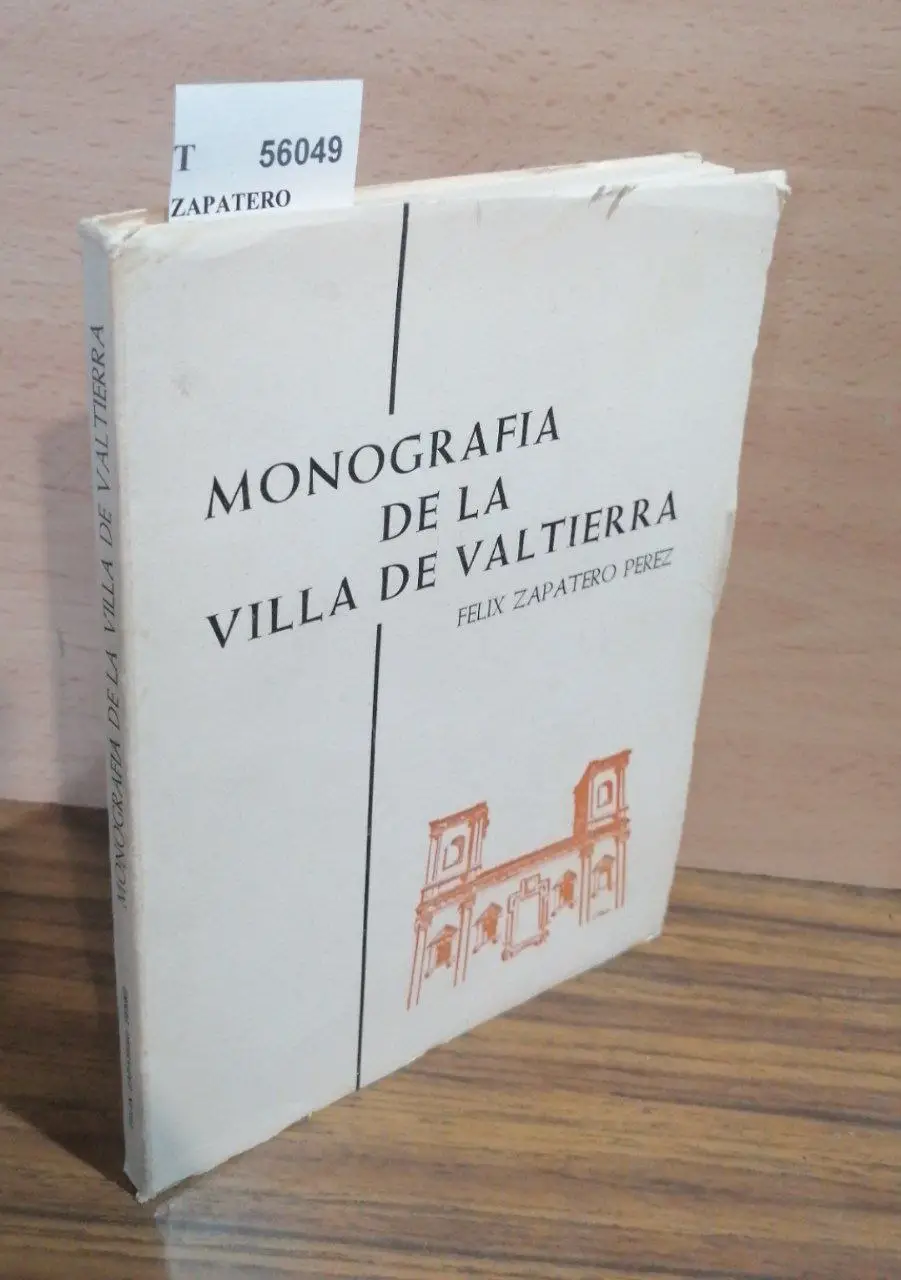 T 56049
ZAPATERO
MONOGRAFIA
DE LA
VILLA DE VALTIERRA
FELIX ZAPATERO PEREZ
MONOGRAFIA DE LA VILLA DE VALTIERRA